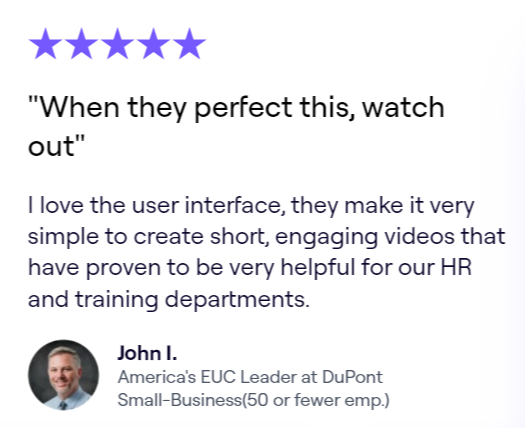 "When they perfect this, watch
out"
I love the user interface, they make it very
simple to create short, engaging videos that
have proven to be very helpful for our HR
and training departments.
John I.
America's EUC Leader at DuPont
Small-Business(50 or fewer emp.)